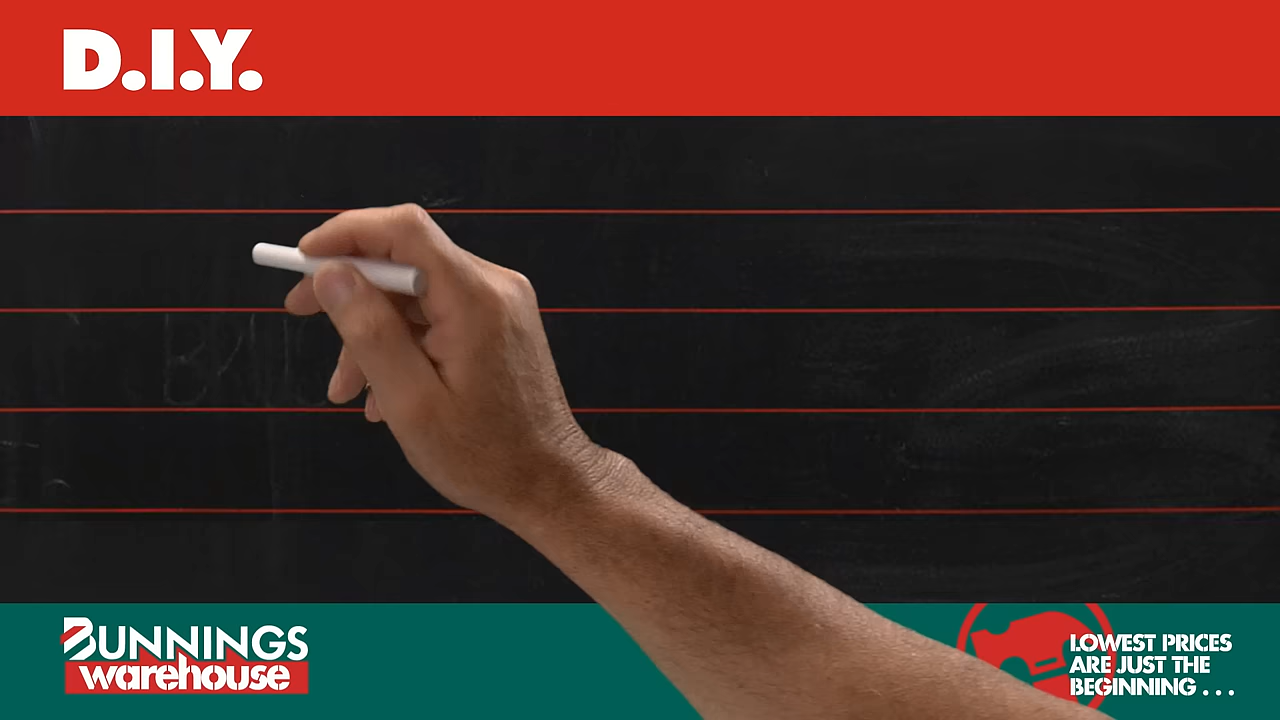 D.I.Y.
BUNNINGS
warehouse
LOWEST PRICES
ARE JUST THE
BEGINNING...